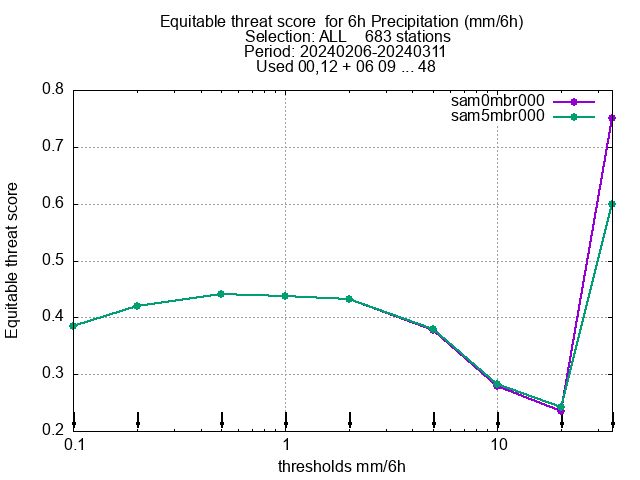 Equitable threat score  for 6h Precipitation (mm/6h)
Selection: ALL    683 stations
Period: 20240206-20240311
Used 00,12 + 06 09 ... 48
sam0mbr000
sam5mbr000
Equitable threat score
0.8
0.7
0.6
0.5
0.4
0.3
0.2
0.1 1 10
thresholds mm/6h